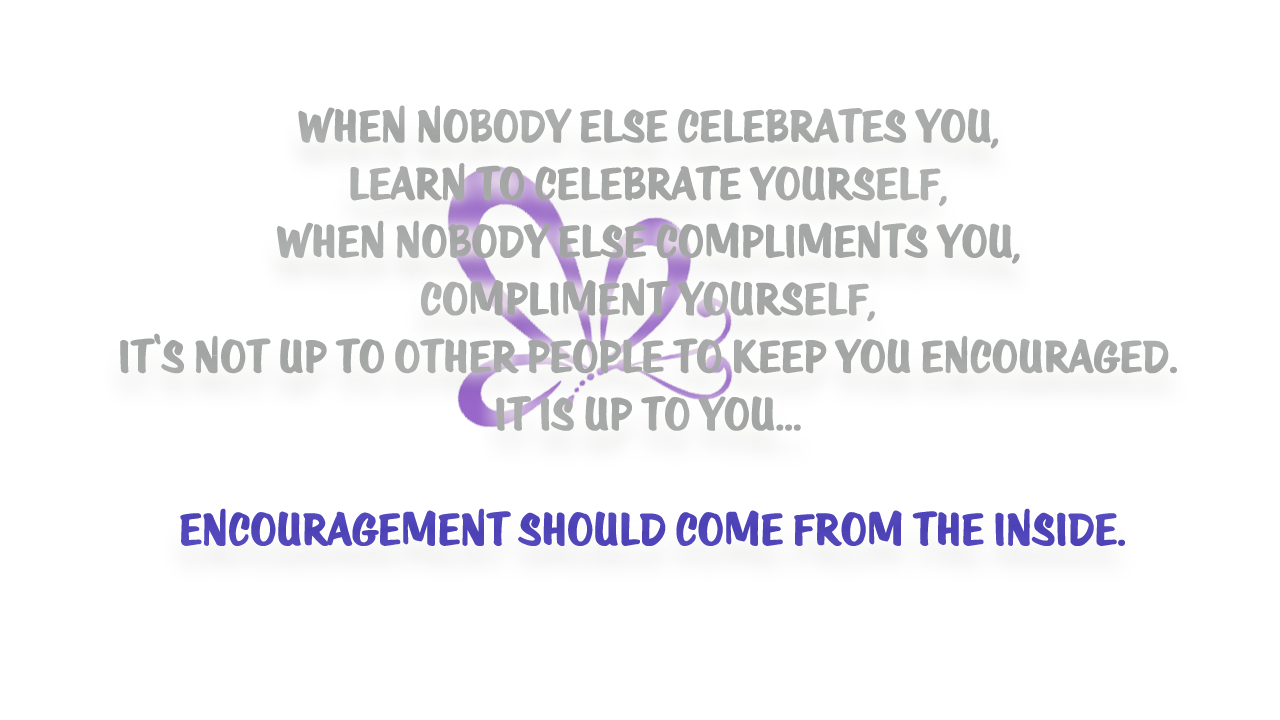 WHEN NOBODY ELSE CELEBRATES YOU,
LEARN TO CELEBRATE YOURSELF,
WHEN NOBODY ELSE COMPLIMENTS YOU,
COMPLIMENT YOURSELF,
IT'S NOT UP TO OTHER PEOPLE TO KEEP YOU ENCOURAGED.
IT IS UP TO YOU...
ENCOURAGEMENT SHOULD COME FROM THE INSIDE.